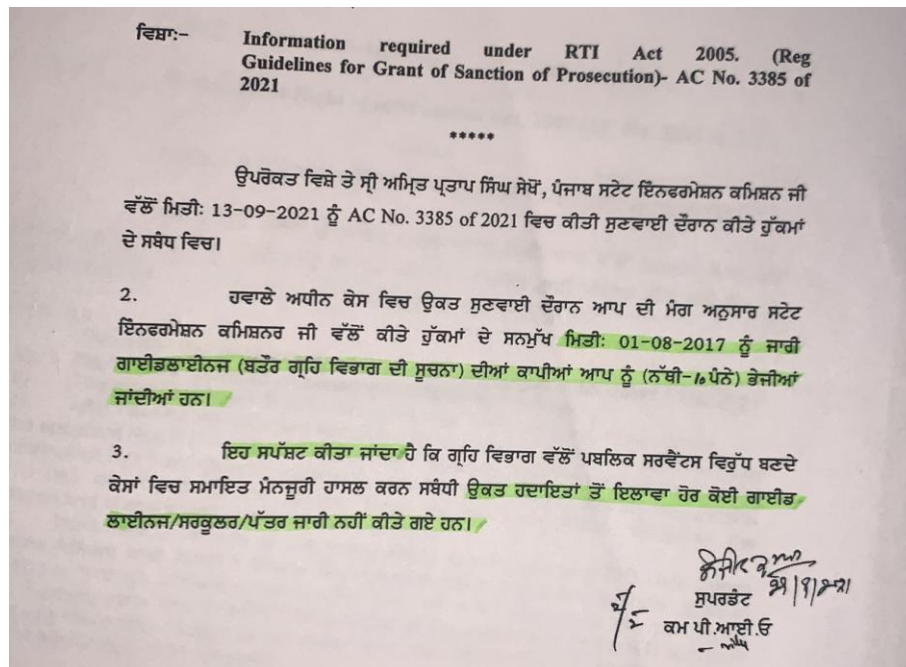 ਵਿਸ਼ਾ:- Information required under RTI Act 2005. (Reg
Guidelines for Grant of Sanction of Prosecution)- AC No. 3385 of
2021
*****
ਉਪਰੋਕਤ ਵਿਸ਼ੇ ਤੇ ਸ੍ਰੀ ਅਮ੍ਰਿਤ ਪ੍ਰਤਾਪ ਸਿੰਘ ਸੇਖੋਂ, ਪੰਜਾਬ ਸਟੇਟ ਇੰਨਫਰਮੇਸ਼ਨ ਕਮਿਸ਼ਨ ਜੀ
ਵੱਲੋਂ ਮਿਤੀ: 13-09-2021 ਨੂੰ AC No. 3385 of 2021 ਵਿਚ ਕੀਤੀ ਸੁਣਵਾਈ ਦੌਰਾਨ ਕੀਤੇ ਹੁੱਕਮਾਂ
ਦੇ ਸਬੰਧ ਵਿਚ।
2. ਹਵਾਲੇ ਅਧੀਨ ਕੇਸ ਵਿਚ ਉਕਤ ਸੁਣਵਾਈ ਦੌਰਾਨ ਆਪ ਦੀ ਮੰਗ ਅਨੁਸਾਰ ਸਟੇਟ
ਇੰਨਫਰਮੇਸ਼ਨ ਕਮਿਸ਼ਨਰ ਜੀ ਵੱਲੋਂ ਕੀਤੇ ਹੁੱਕਮਾਂ ਦੇ ਸਨਮੁੱਖ ਮਿਤੀ: 01-08-2017 ਨੂੰ ਜਾਰੀ
ਗਾਈਡਲਾਈਨਜ (ਬਤੌਰ ਗ੍ਰਹਿ ਵਿਭਾਗ ਦੀ ਸੂਚਨਾ) ਦੀਆਂ ਕਾਪੀਆਂ ਆਪ ਨੂੰ (ਨੱਥੀ- ਪੰਨੇ) ਭੇਜੀਆਂ
ਜਾਂਦੀਆਂ ਹਨ।
3. ਇਹ ਸਪੱਸ਼ਟ ਕੀਤਾ ਜਾਂਦਾ ਹੈ ਕਿ ਗ੍ਰਹਿ ਵਿਭਾਗ ਵੱਲੋਂ ਪਬਲਿਕ ਸਰਵੈਂਟਸ ਵਿਰੁੱਧ ਬਣਦੇ
ਕੇਸਾਂ ਵਿਚ ਸਮਾਇਤ ਮੰਨਜੂਰੀ ਹਾਸਲ ਕਰਨ ਸਬੰਧੀ ਉਕਤ ਹਦਾਇਤਾਂ ਤੋਂ ਇਲਾਵਾ ਹੋਰ ਕੋਈ ਗਾਈਡ
ਲਾਈਨਜ/ਸਰਕੂਲਰ/ਪੱਤਰ ਜਾਰੀ ਨਹੀਂ ਕੀਤੇ ਗਏ ਹਨ।
ਸੁਪਰਡੰਟ
ਕਮ ਪੀ.ਆਈ.ਓ